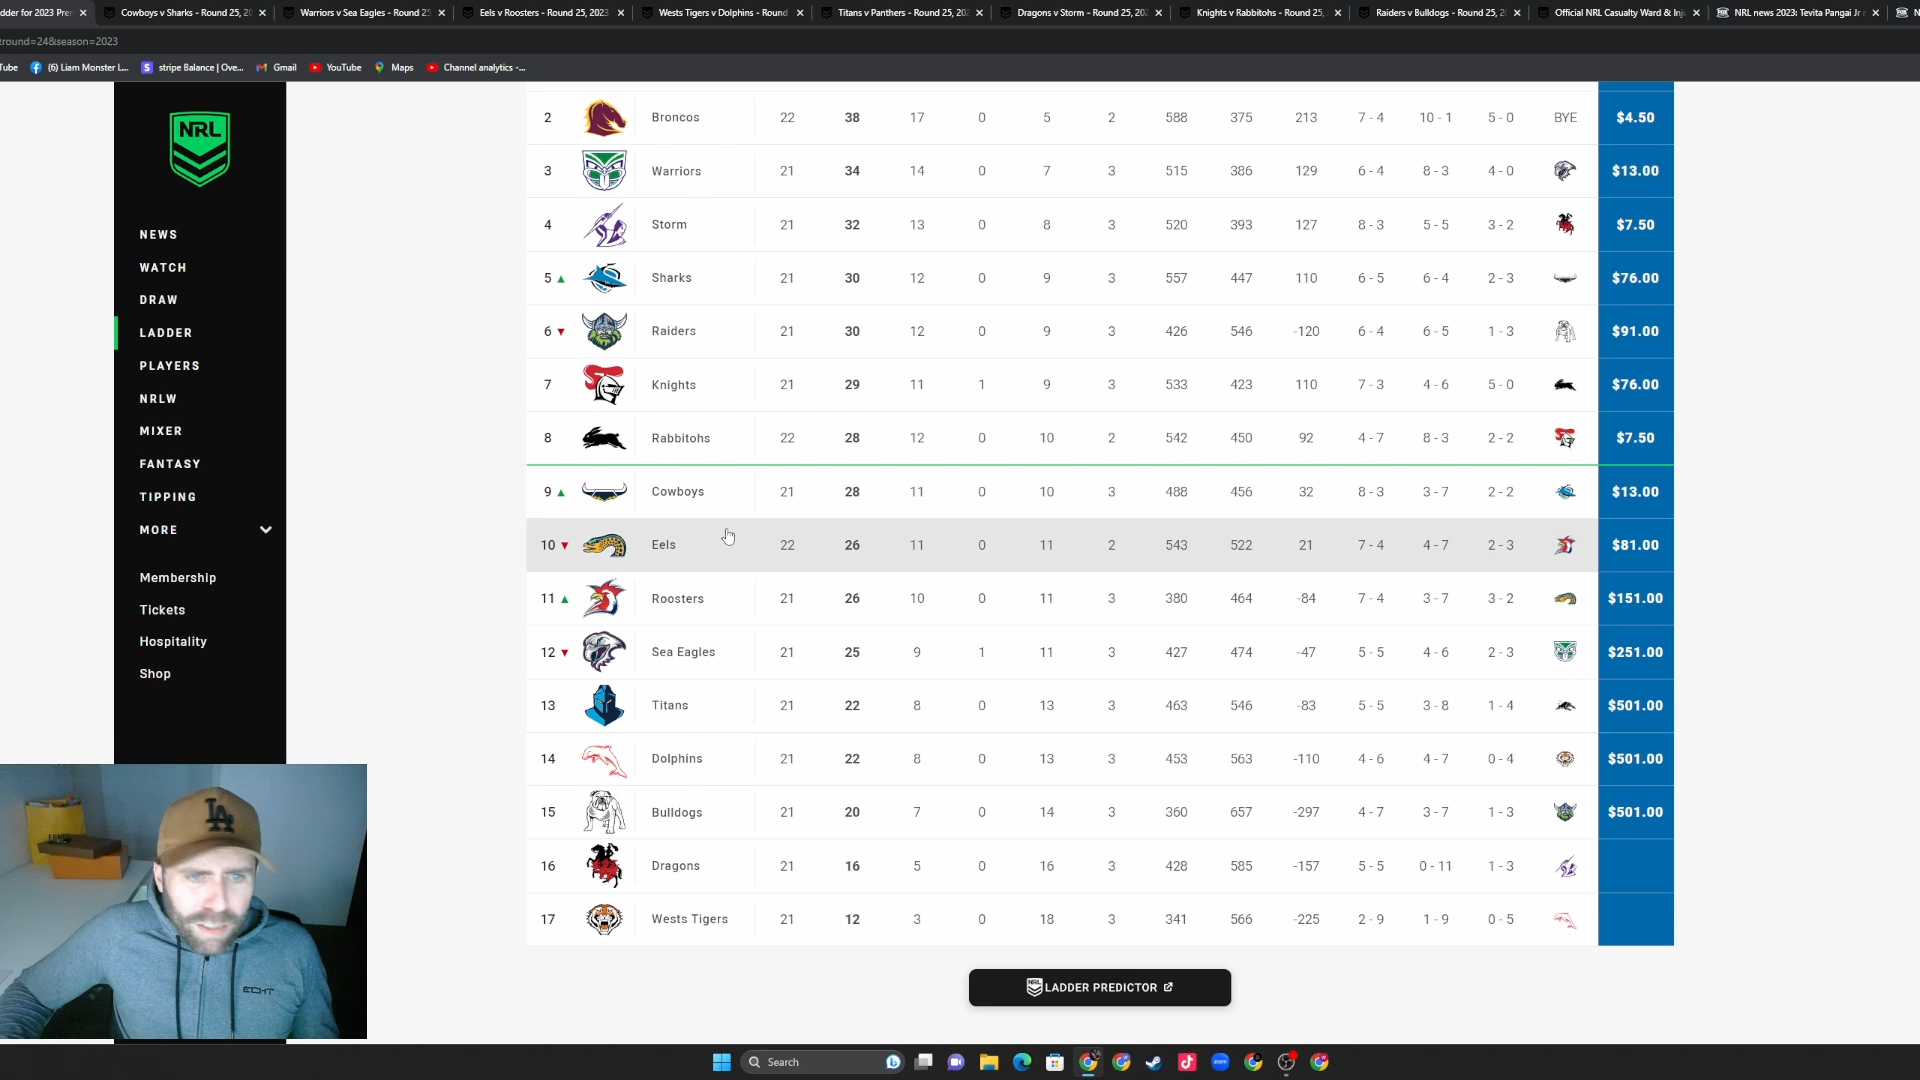 dder for 2023 Pre
Cowboys v Sharks - Round 25, 20
Warriors v Sea Eagles - Round 25
Eels v Roosters - Round 25, 2023
Wests Tigers v Dolphins - Round
Titans v Panthers - Round 25, 202
Dragons v Storm - Round 25, 202
Knights v Rabbitohs - Round 25,
Raiders v Bulldogs - Round 25, 2
Official NRL Casualty Ward & Inj
NRL news 2023: Tevita Pangai Jr
N
round=24&season=2023
Tube
(6) Liam Monster L...
stripe Balance | Ove...
Gmail
YouTube
Maps
Channel analytics -...
NRL
NEWS
WATCH
DRAW
LADDER
PLAYERS
NRLW
MIXER
FANTASY
TIPPING
MORE
Membership
Tickets
Hospitality
Shop
2 Broncos 22 38 17 0 5 2 588 375 213 7 - 4 10 - 1 5 - 0 BYE $4.50
3 Warriors 21 34 14 0 7 3 515 386 129 6 - 4 8 - 3 4 - 0 $13.00
4 Storm 21 32 13 0 8 3 520 393 127 8 - 3 5 - 5 3 - 2 $7.50
5 Sharks 21 30 12 0 9 3 557 447 110 6 - 5 6 - 4 2 - 3 $76.00
6 Raiders 21 30 12 0 9 3 426 546 -120 6 - 4 6 - 5 1 - 3 $91.00
7 Knights 21 29 11 1 9 3 533 423 110 7 - 3 4 - 6 5 - 0 $76.00
8 Rabbitohs 22 28 12 0 10 2 542 450 92 4 - 7 8 - 3 2 - 2 $7.50
9 Cowboys 21 28 11 0 10 3 488 456 32 8 - 3 3 - 7 2 - 2 $13.00
10 Eels 22 26 11 0 11 2 543 522 21 7 - 4 4 - 7 2 - 3 $81.00
11 Roosters 21 26 10 0 11 3 380 464 -84 7 - 4 3 - 7 3 - 2 $151.00
12 Sea Eagles 21 25 9 1 11 3 427 474 -47 5 - 5 4 - 6 2 - 3 $251.00
13 Titans 21 22 8 0 13 3 463 546 -83 5 - 5 3 - 8 1 - 4 $501.00
14 Dolphins 21 22 8 0 13 3 453 563 -110 4 - 6 4 - 7 0 - 4 $501.00
15 Bulldogs 21 20 7 0 14 3 360 657 -297 4 - 7 3 - 7 1 - 3 $501.00
16 Dragons 21 16 5 0 16 3 428 585 -157 5 - 5 0 - 11 1 - 3
17 Wests Tigers 21 12 3 0 18 3 341 566 -225 2 - 9 1 - 9 0 - 5
NRL LADDER PREDICTOR
LA
ECHT
Search
zoom